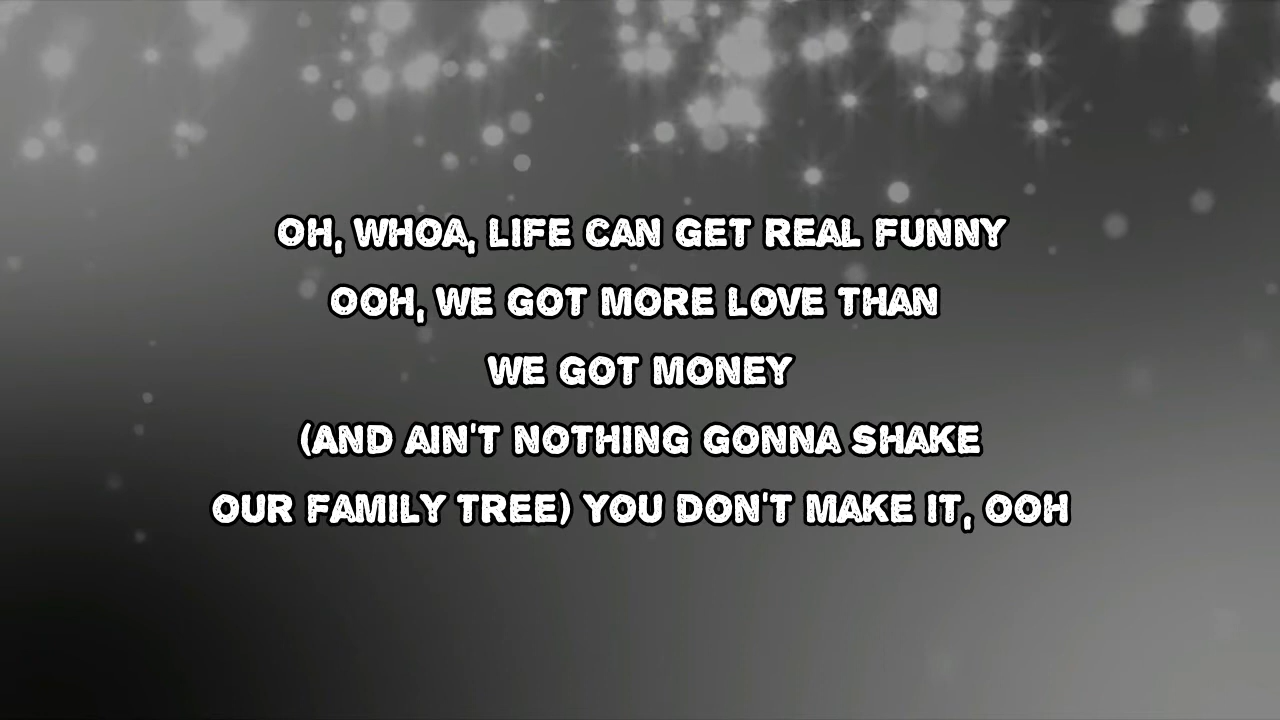 OH, WHOA, LIFE CAN GET REAL FUNNY
OOH, WE GOT MORE LOVE THAN
WE GOT MONEY
(AND AIN'T NOTHING GONNA SHAKE
OUR FAMILY TREE) YOU DON'T MAKE IT, OOH